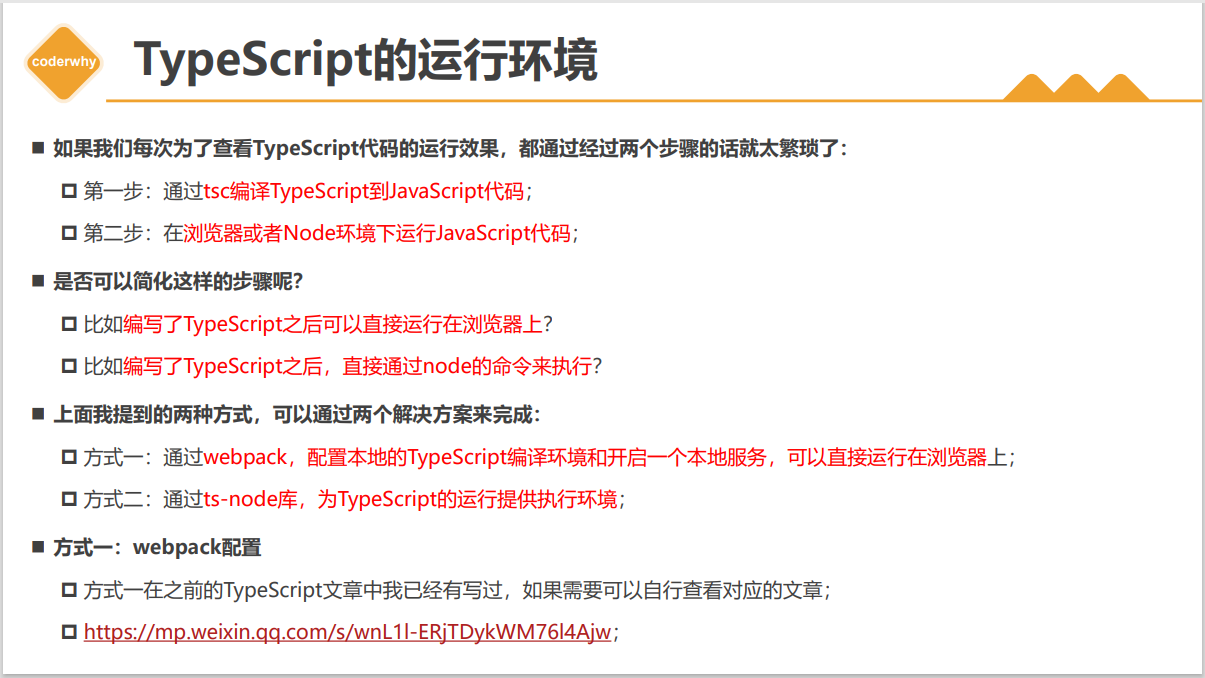 coderwhy
TypeScript的运行环境
如果我们每次为了查看TypeScript代码的运行效果，都通过经过两个步骤的话就太繁琐了：
第一步：通过tsc编译TypeScript到JavaScript代码；
第二步：在浏览器或者Node环境下运行JavaScript代码；
是否可以简化这样的步骤呢？
比如编写了TypeScript之后可以直接运行在浏览器上？
比如编写了TypeScript之后，直接通过node的命令来执行？
上面我提到的两种方式，可以通过两个解决方案来完成：
方式一：通过webpack，配置本地的TypeScript编译环境和开启一个本地服务，可以直接运行在浏览器上；
方式二：通过ts-node库，为TypeScript的运行提供执行环境；
方式一：webpack配置
方式一在之前的TypeScript文章中我已经有写过，如果需要可以自行查看对应的文章；
https://mp.weixin.qq.com/s/wnL1l-ERjTDykWM76l4Ajw；